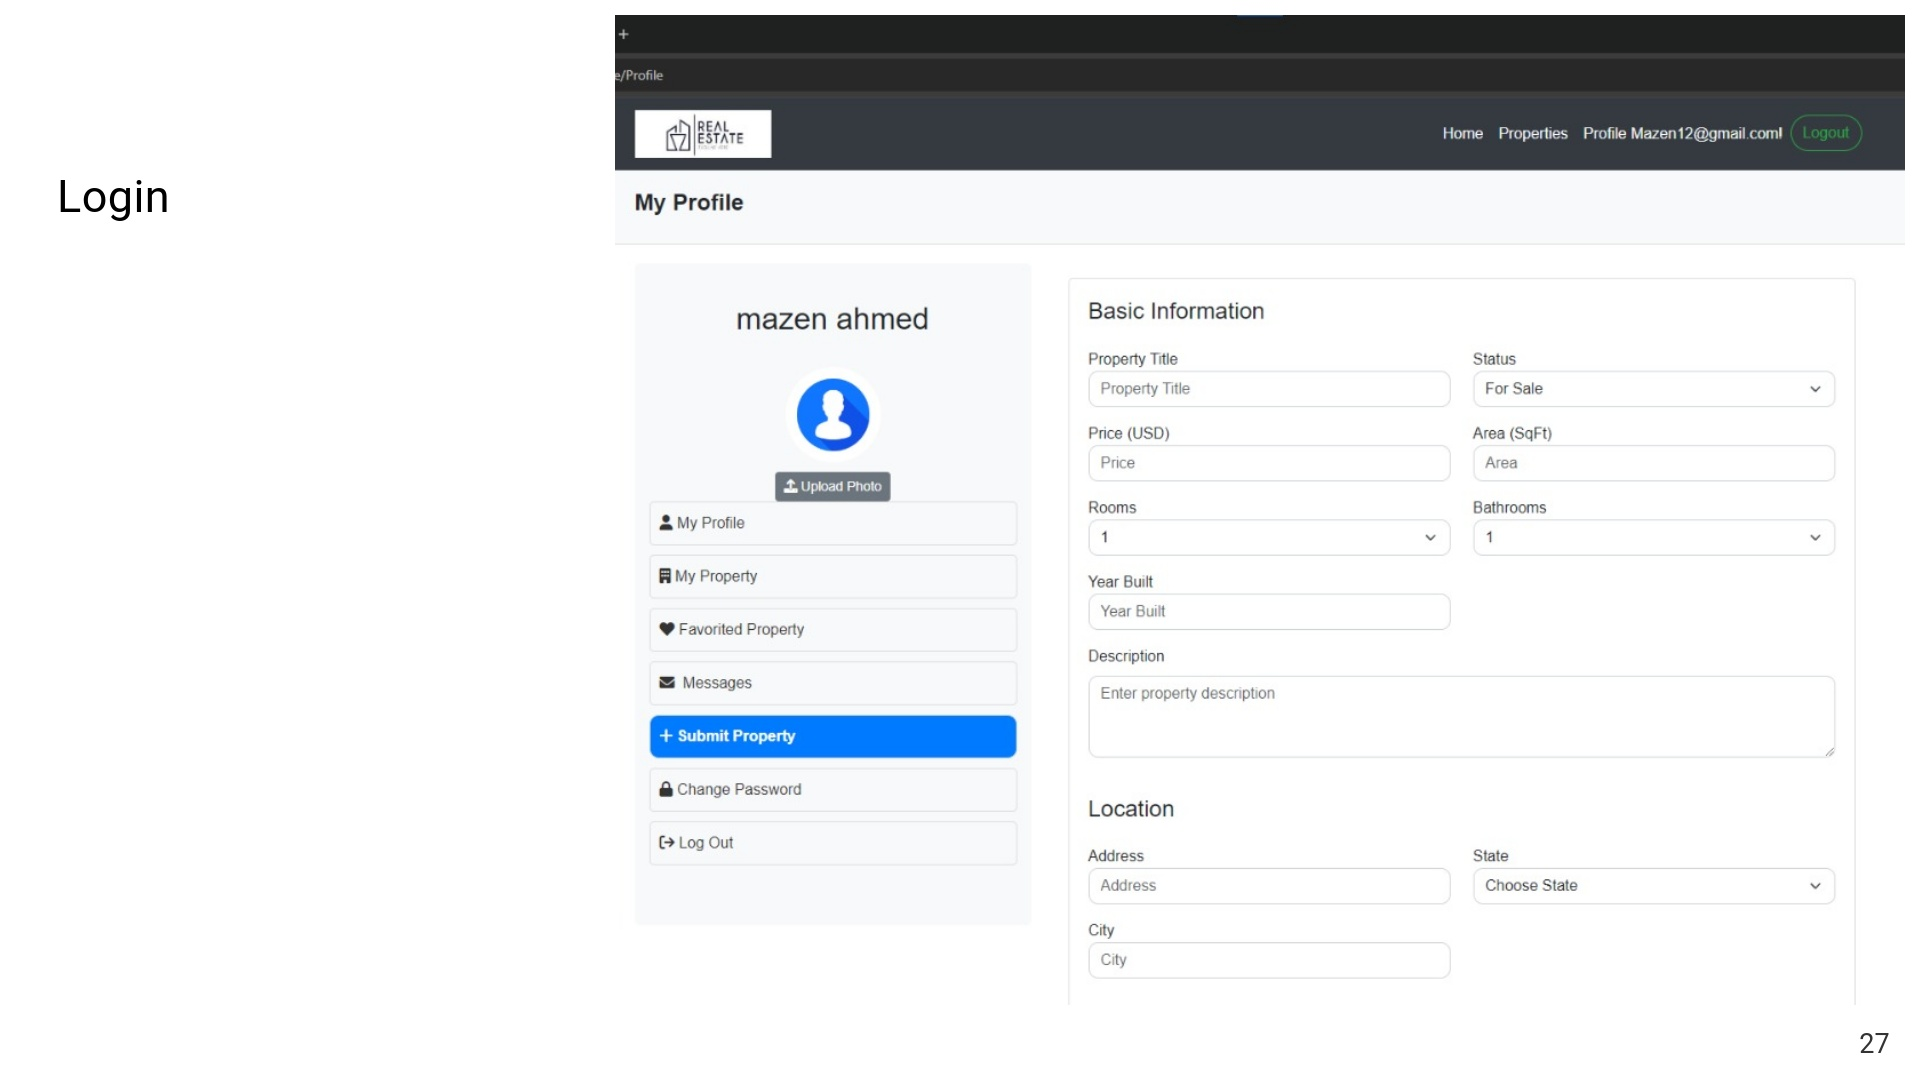 Login
+
e/Profile
REAL
ESTATE
Home Properties Profile Mazen12@gmail.com! Logout
My Profile
mazen ahmed
Upload Photo
My Profile
My Property
Favorited Property
Messages
+ Submit Property
Change Password
Log Out
Basic Information
Property Title
Property Title
Status
For Sale
Price (USD)
Price
Area (SqFt)
Area
Rooms
1
Bathrooms
1
Year Built
Year Built
Description
Enter property description
Location
Address
Address
State
Choose State
City
City
27